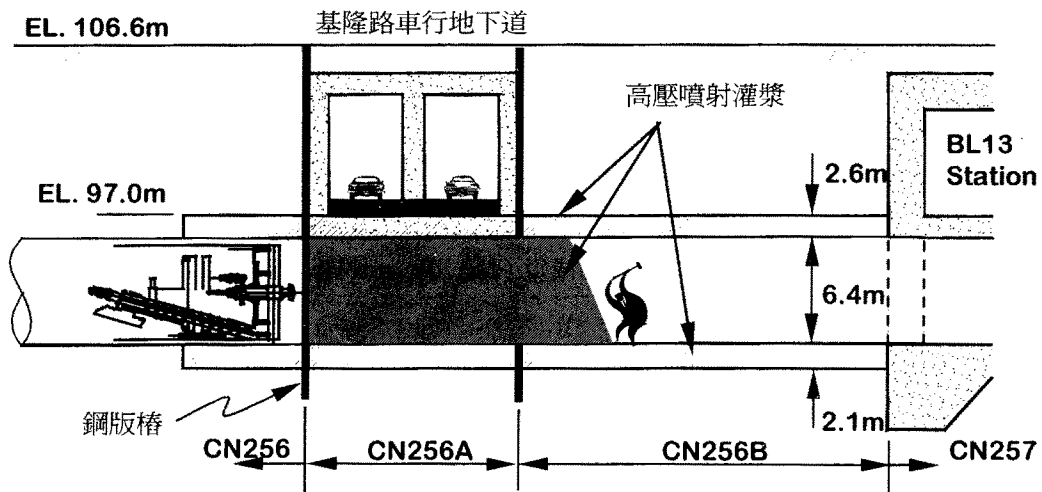 EL. 106.6m
基隆路車行地下道
高壓噴射灌漿
BL13
Station
2.6m
EL. 97.0m
6.4m
鋼版樁
2.1m
CN256
CN256A
CN256B
CN257